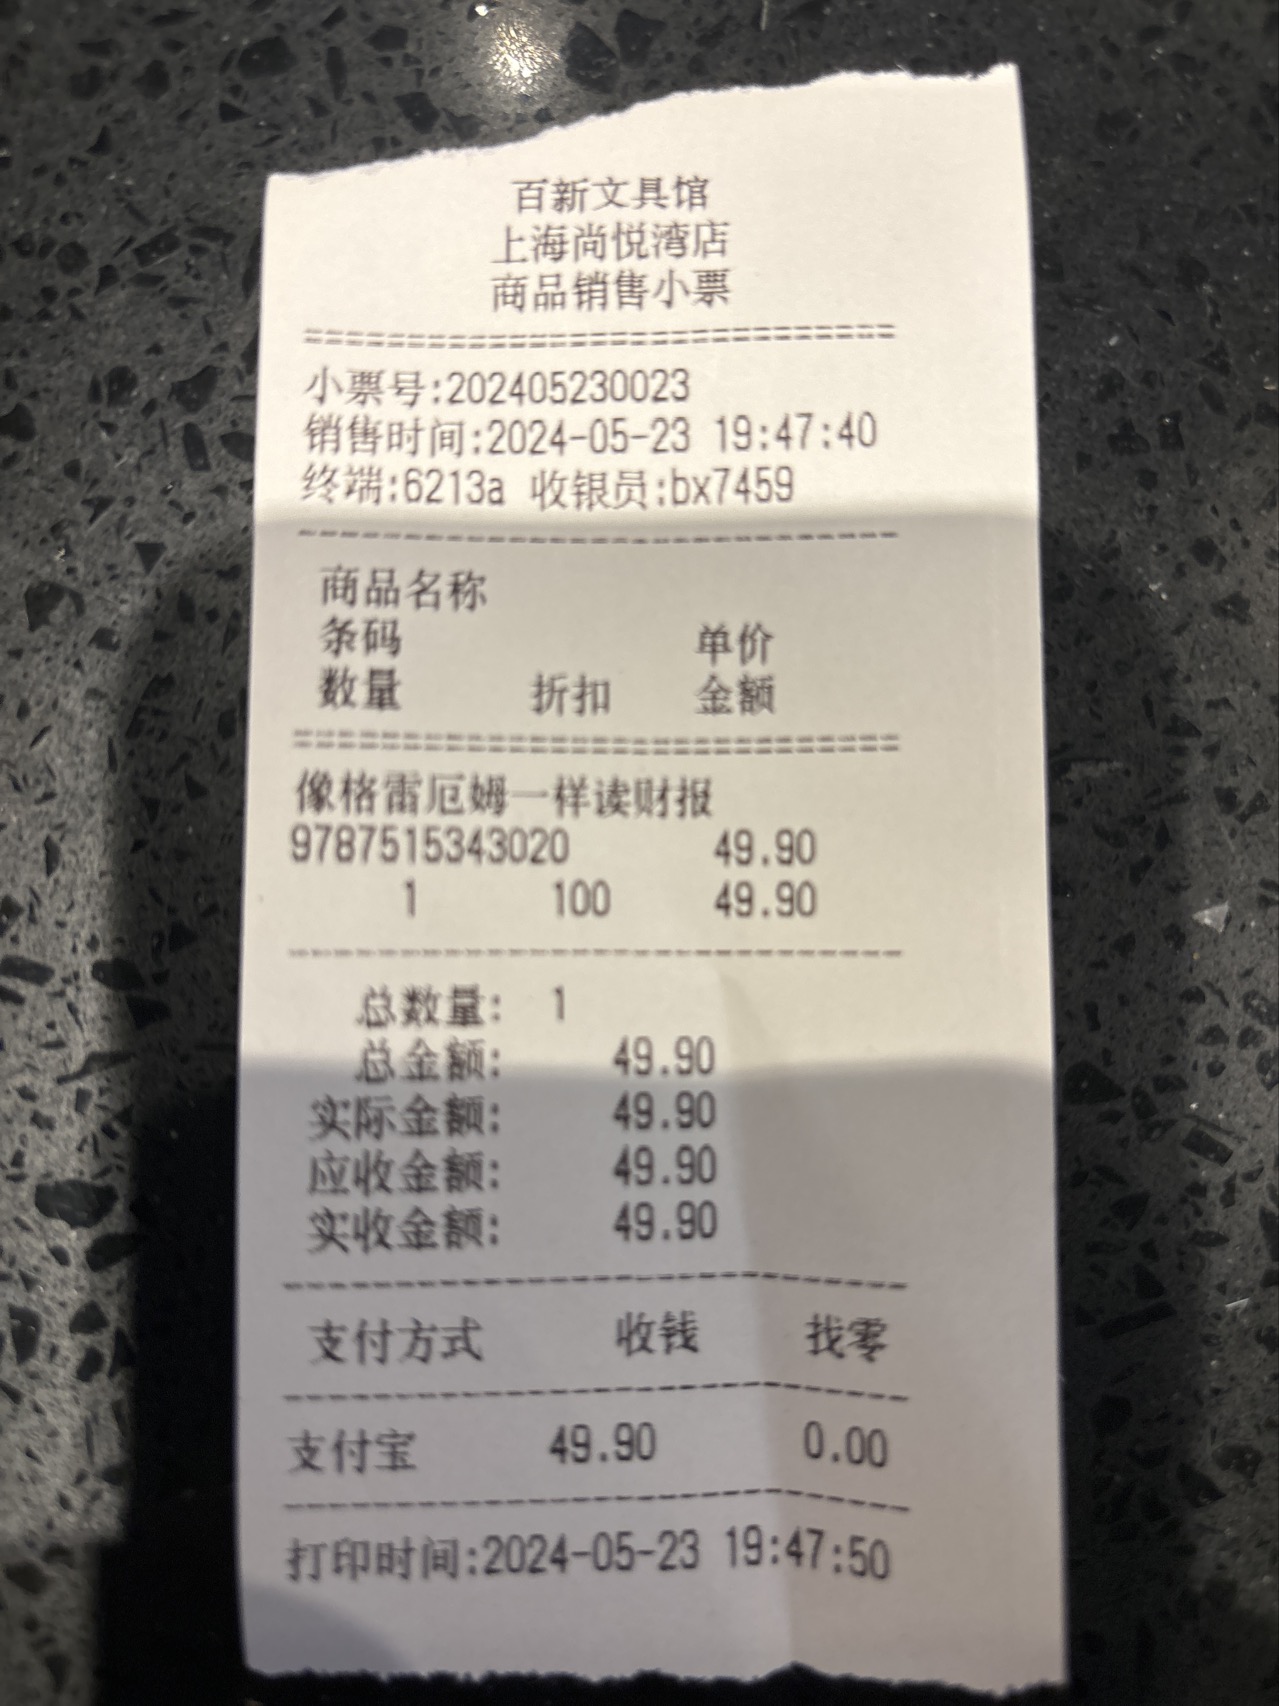 百新文具馆
上海尚悦湾店
商品销售小票
================================
小票号:202405230023
销售时间:2024-05-23 19:47:40
终端:6213a 收银员:bx7459
--------------------------------
商品名称
条码 单价
数量 折扣 金额
================================
像格雷厄姆一样读财报
9787515343020 49.90
1 100 49.90
--------------------------------
总数量: 1
总金额: 49.90
实际金额: 49.90
应收金额: 49.90
实收金额: 49.90
--------------------------------
支付方式 收钱 找零
--------------------------------
支付宝 49.90 0.00
--------------------------------
打印时间:2024-05-23 19:47:50